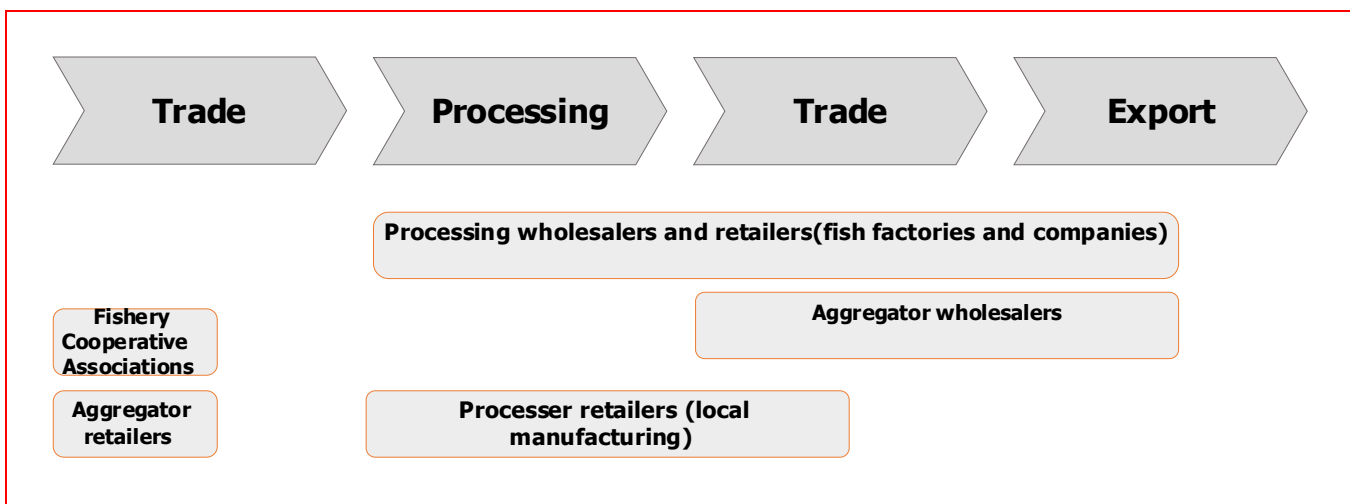 Trade
Processing
Trade
Export
Processing wholesalers and retailers(fish factories and companies)
Aggregator wholesalers
Fishery
Cooperative
Associations
Aggregator
retailers
Processer retailers (local
manufacturing)